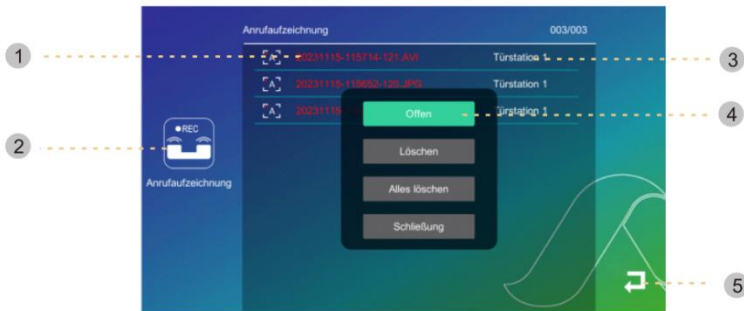 Anrufaufzeichnung 003/003
1 [A] 20231115-115714-121.AVI Türstation 1 3
[A] 20231115-115652-120.JPG Türstation 1
[A] 20231115- Türstation 1
Offen 4
●REC
2
Löschen
Anrufaufzeichnung
Alles löschen
Schließung
5